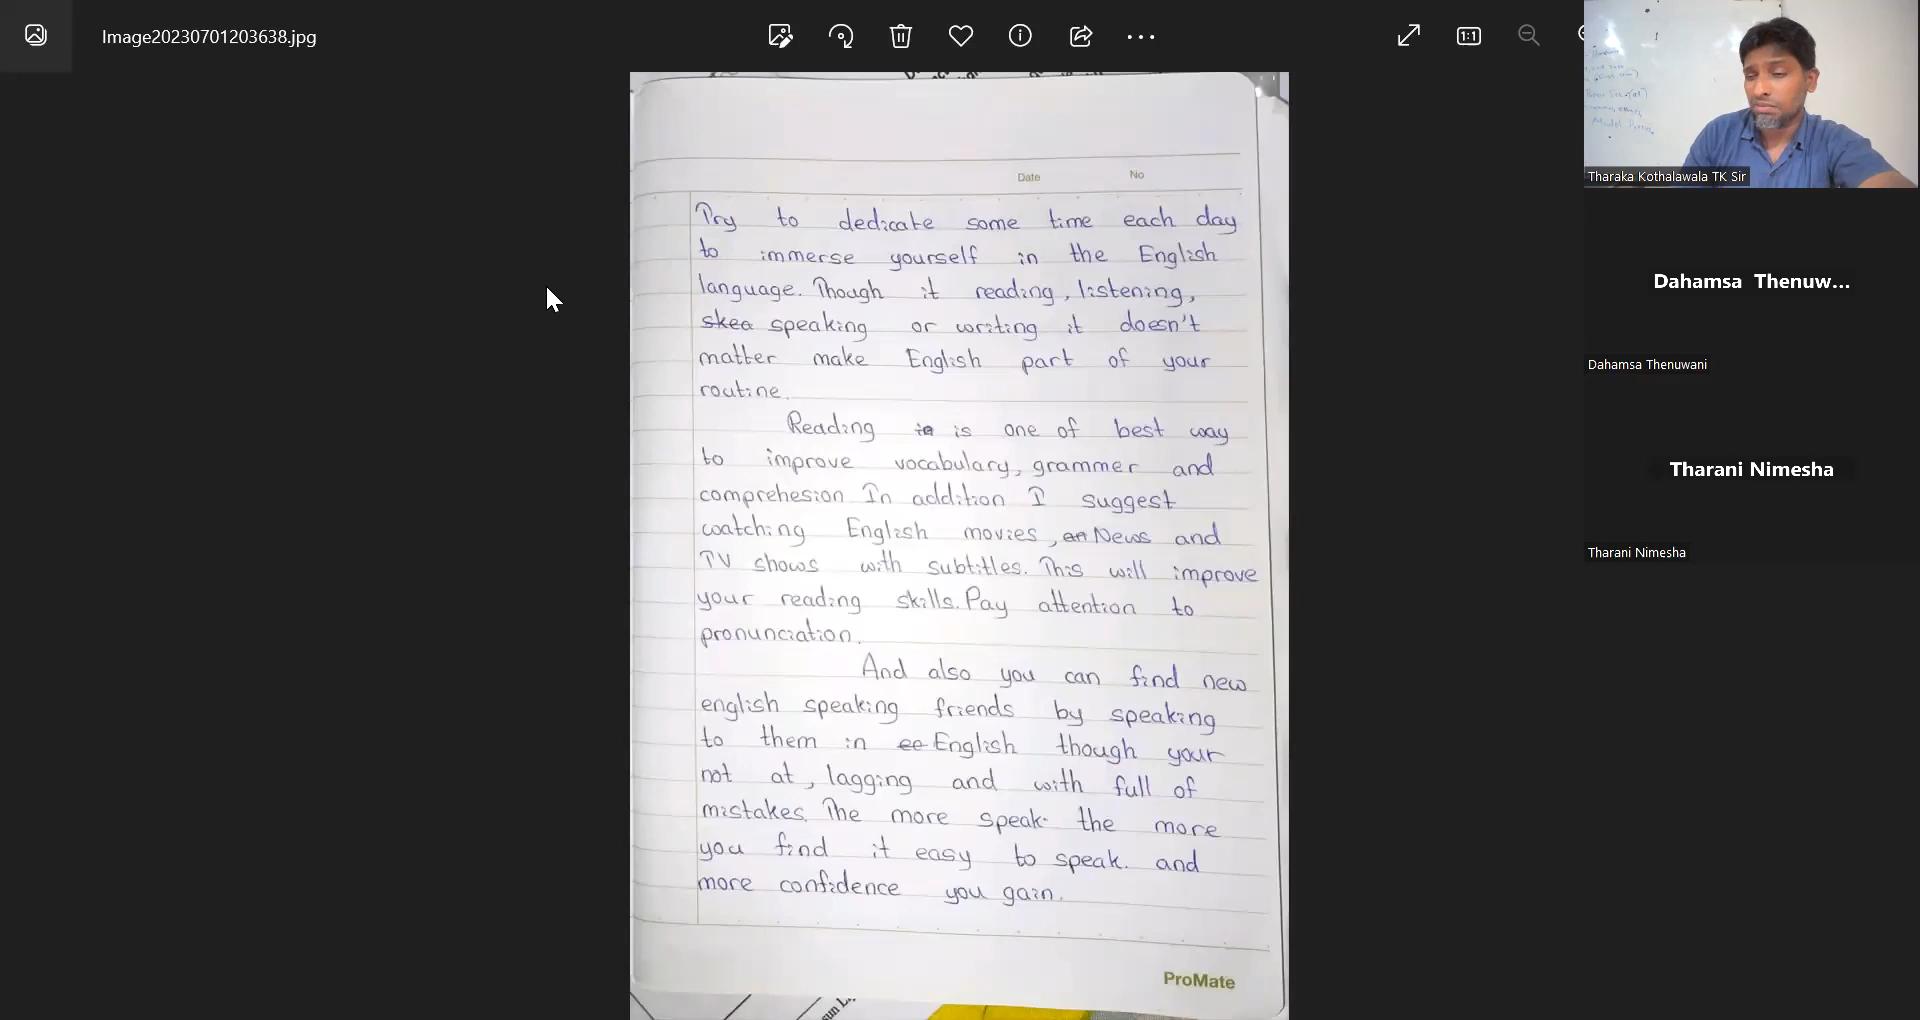 Image20230701203638.jpg
Date No
Try to dedicate some time each day
to immerse yourself in the English
language. Though it reading, listening,
skea speaking or writing it doesn't
matter make English part of your
routine.
Reading is one of best way
to improve vocabulary, grammer and
comprehesion In addition I suggest
watching English movies, en News and
TV shows with subtitles. This will improve
your reading skills. Pay attention to
pronunciation.
And also you can find new
english speaking friends by speaking
to them in ee English though your
not at, lagging and with full of
mistakes. The more speak the more
you find it easy to speak. and
more confidence you gain.
ProMate
Tharaka Kothalawala TK Sir
Dahamsa Thenuw...
Dahamsa Thenuwani
Tharani Nimesha
Tharani Nimesha